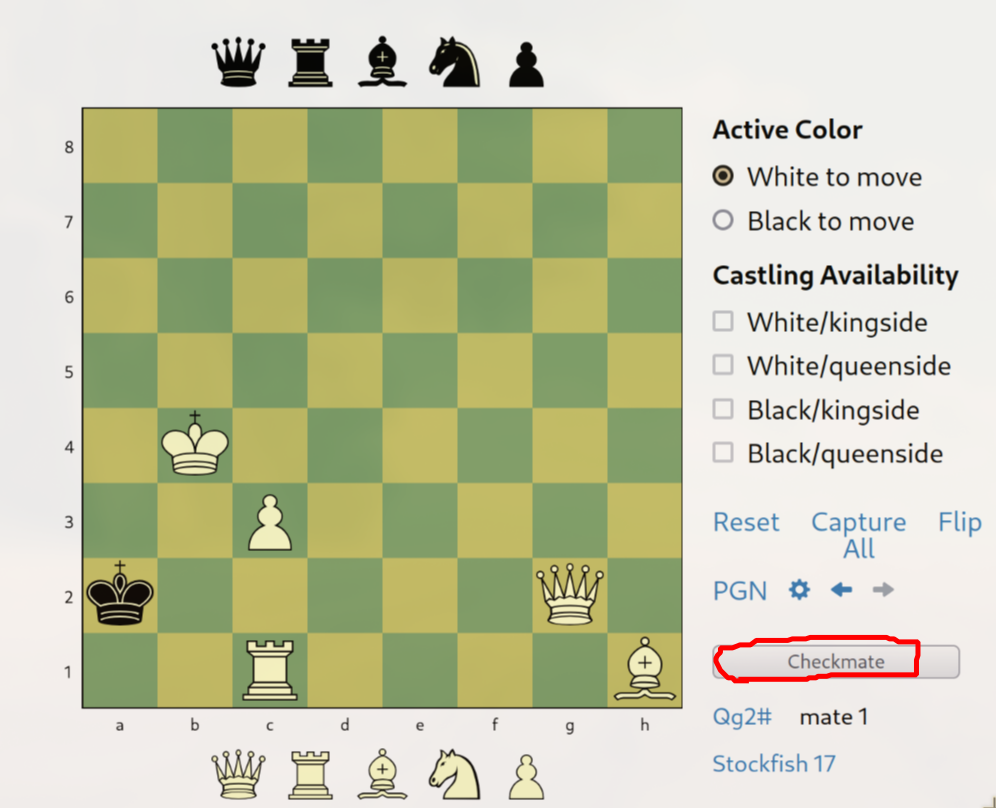 Active Color
8
White to move
7
Black to move
Castling Availability
6
White/kingside
5
White/queenside
Black/kingside
4
Black/queenside
3
Reset Capture Flip
All
2
PGN
1
Checkmate
a b c d e f g h
Qg2# mate 1
Stockfish 17